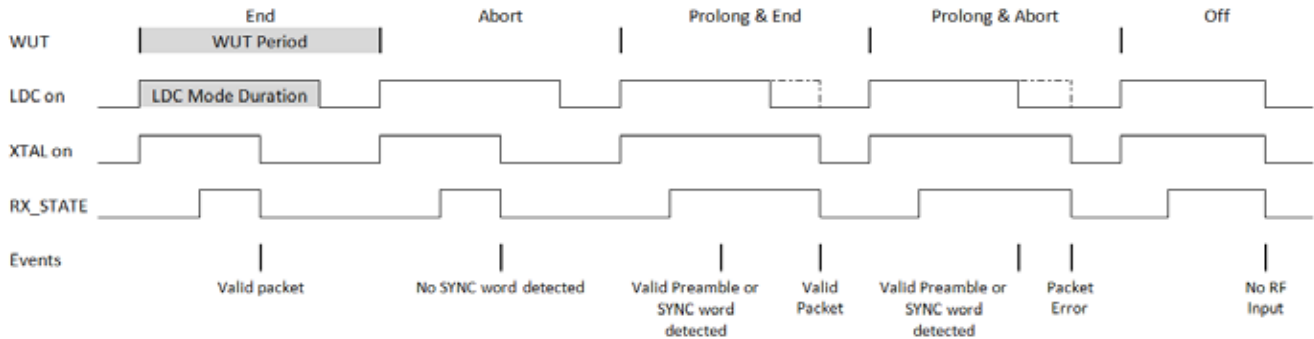 End Abort Prolong & End Prolong & Abort Off
WUT WUT Period
LDC on LDC Mode Duration
XTAL on
RX_STATE
Events
Valid packet No SYNC word detected Valid Preamble or Valid Valid Preamble or Packet No RF
SYNC word Packet SYNC word Error Input
detected detected